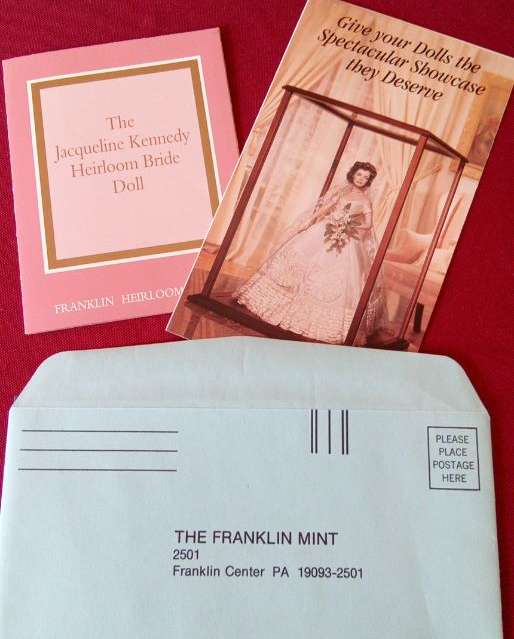 The
Jacqueline Kennedy
Heirloom Bride
Doll
FRANKLIN HEIRLOOM
Give your Dolls the
Spectacular Showcase
they Deserve
PLEASE
PLACE
POSTAGE
HERE
THE FRANKLIN MINT
2501
Franklin Center PA 19093-2501